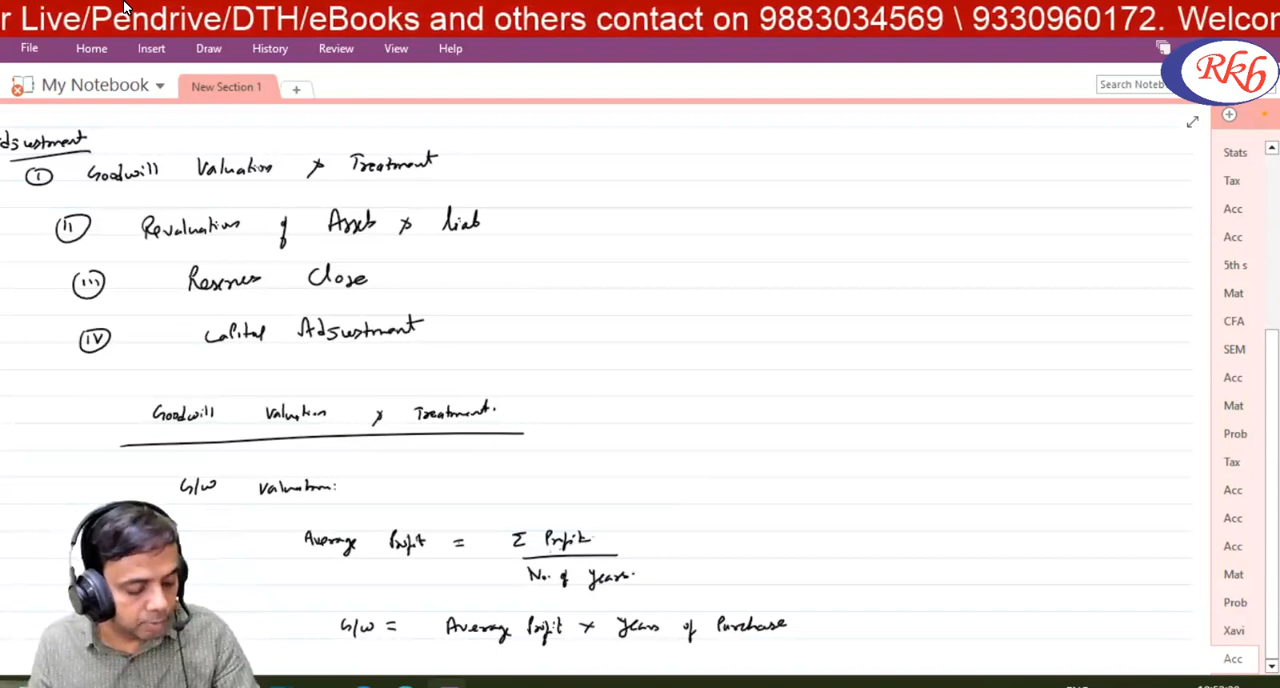 r Live/Pendrive/DTH/eBooks and others contact on 9883034569 \ 9330960172. Welcom
File Home Insert Draw History Review View Help
My Notebook New Section 1 + Search Noteb
Rkb
Adjustment
(i) Goodwill Valuation & Treatment
(ii) Revaluation of Asset & liab
(iii) Reserves Close
(iv) Capital Adjustment
Goodwill Valuation & Treatment.
G/w Valuation:
Average Profit = Σ Profit
No. of Years.
G/w = Average Profit × Years of Purchase
Stats
Tax
Acc
Acc
5th s
Mat
CFA
SEM
Acc
Mat
Prob
Tax
Acc
Acc
Acc
Mat
Prob
Xavi
Acc